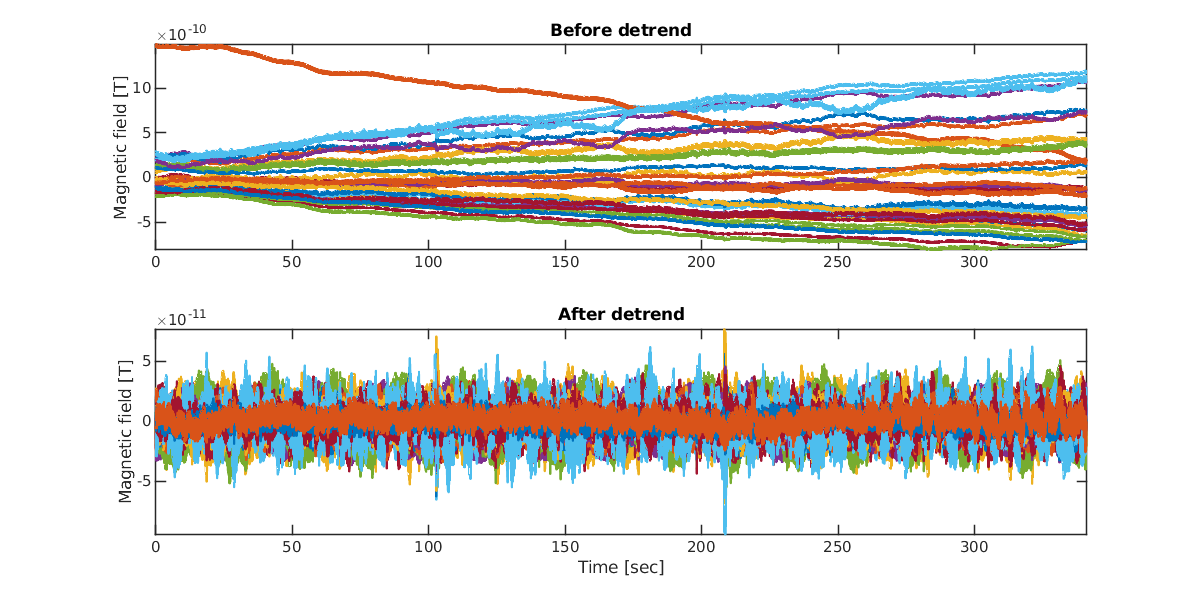 Before detrend
×10-10
Magnetic field [T]
10
5
0
-5
0 50 100 150 200 250 300
After detrend
×10-11
Magnetic field [T]
5
0
-5
0 50 100 150 200 250 300
Time [sec]